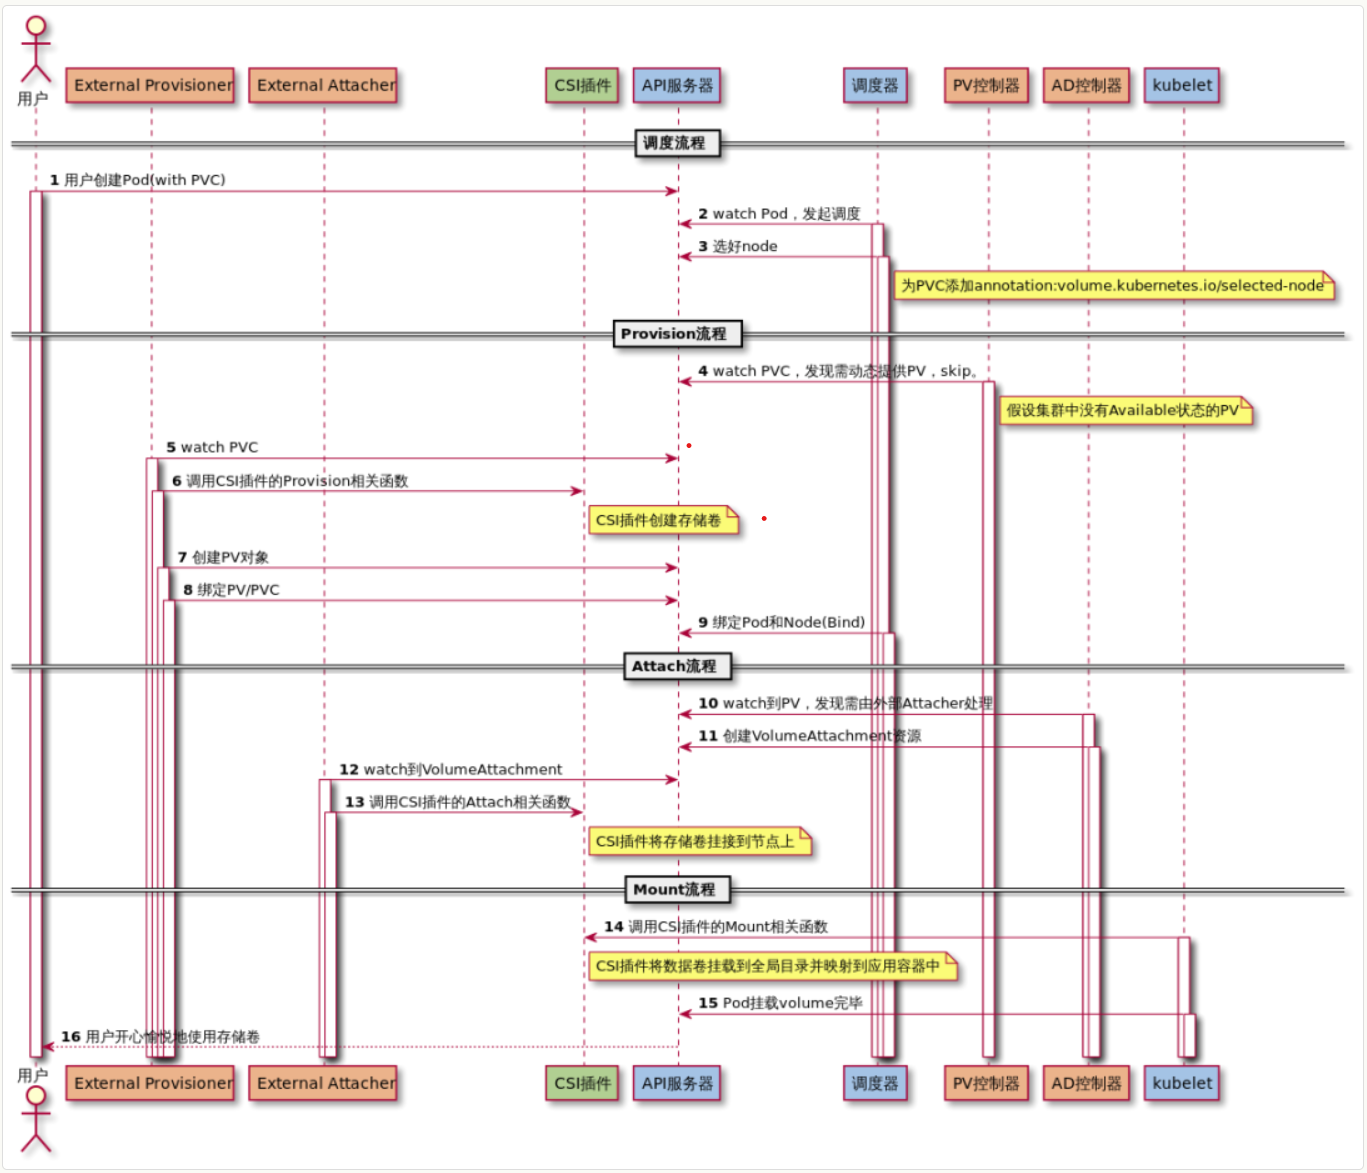 用户
External Provisioner
External Attacher
CSI插件
API服务器
调度器
PV控制器
AD控制器
kubelet
调度流程
1 用户创建Pod(with PVC)
2 watch Pod，发起调度
3 选好node
为PVC添加annotation:volume.kubernetes.io/selected-node
Provision流程
4 watch PVC，发现需动态提供PV，skip。
假设集群中没有Available状态的PV
5 watch PVC
6 调用CSI插件的Provision相关函数
CSI插件创建存储卷
7 创建PV对象
8 绑定PV/PVC
9 绑定Pod和Node(Bind)
Attach流程
10 watch到PV，发现需由外部Attacher处理
11 创建VolumeAttachment资源
12 watch到VolumeAttachment
13 调用CSI插件的Attach相关函数
CSI插件将存储卷挂接到节点上
Mount流程
14 调用CSI插件的Mount相关函数
CSI插件将数据卷挂载到全局目录并映射到应用容器中
15 Pod挂载volume完毕
16 用户开心愉悦地使用存储卷
用户
External Provisioner
External Attacher
CSI插件
API服务器
调度器
PV控制器
AD控制器
kubelet